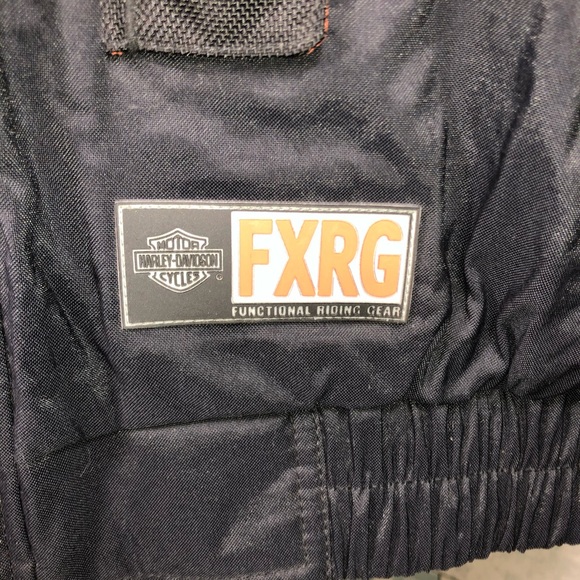 MOTOR
HARLEY-DAVIDSON
CYCLES
®
FXRG
FUNCTIONAL RIDING GEAR